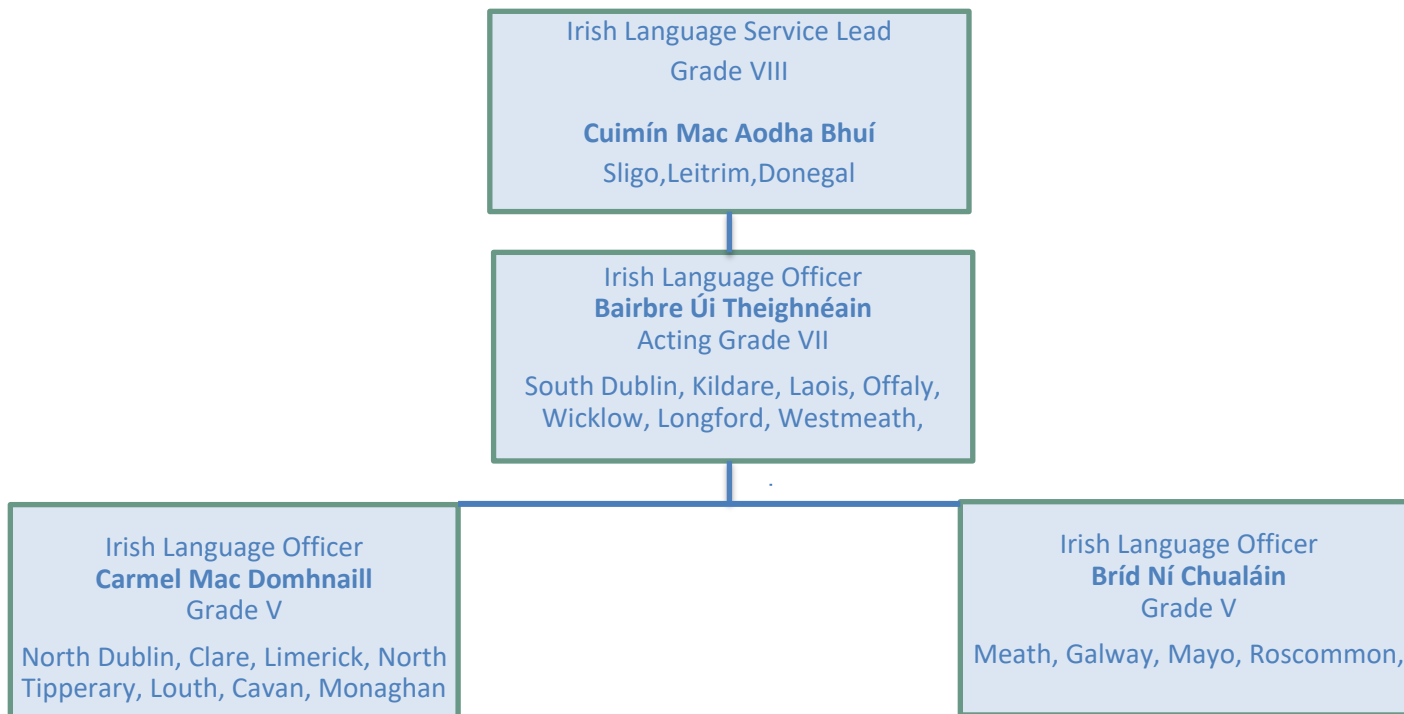 Irish Language Service Lead
Grade VIII
Cuimín Mac Aodha Bhuí
Sligo,Leitrim,Donegal
Irish Language Officer
Bairbre Úi Theighnéain
Acting Grade VII
South Dublin, Kildare, Laois, Offaly,
Wicklow, Longford, Westmeath,
.
Irish Language Officer
Carmel Mac Domhnaill
Grade V
North Dublin, Clare, Limerick, North
Tipperary, Louth, Cavan, Monaghan
Irish Language Officer
Bríd Ní Chualáin
Grade V
Meath, Galway, Mayo, Roscommon,